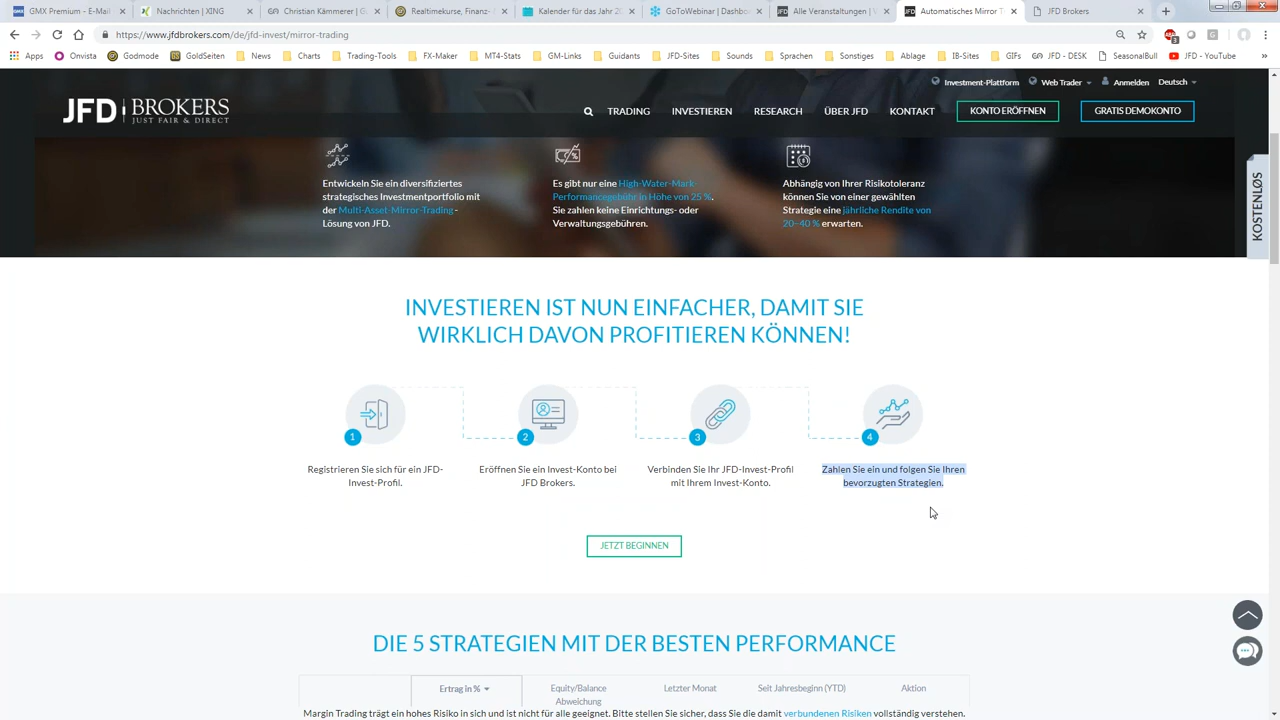 GMX Premium - E-Mail
Nachrichten | XING
Christian Kämmerer | G
Realtimekurse, Finanz-
Kalender für das Jahr 20
GoToWebinar | Dashbo
Alle Veranstaltungen | V
Automatisches Mirror T
JFD Brokers
https://www.jfdbrokers.com/de/jfd-invest/mirror-trading
Apps
Onvista
Godmode
GoldSeiten
News
Charts
Trading-Tools
FX-Maker
MT4-Stats
GM-Links
Guidants
JFD-Sites
Sounds
Sprachen
Sonstiges
Ablage
IB-Sites
GIFs
JFD - DESK
SeasonalBull
JFD - YouTube
Investment-Plattform
Web Trader
Anmelden
Deutsch
JFD BROKERS
JUST FAIR & DIRECT
TRADING
INVESTIEREN
RESEARCH
ÜBER JFD
KONTAKT
KONTO ERÖFFNEN
GRATIS DEMOKONTO
Entwickeln Sie ein diversifiziertes
strategisches Investmentportfolio mit
der Multi-Asset-Mirror-Trading -
Lösung von JFD.
Es gibt nur eine High-Water-Mark-
Performancegebühr in Höhe von 25 %.
Sie zahlen keine Einrichtungs- oder
Verwaltungsgebühren.
Abhängig von Ihrer Risikotoleranz
können Sie von einer gewählten
Strategie eine jährliche Rendite von
20–40 % erwarten.
KOSTENLØS
INVESTIEREN IST NUN EINFACHER, DAMIT SIE
WIRKLICH DAVON PROFITIEREN KÖNNEN!
1
2
3
4
Registrieren Sie sich für ein JFD-
Invest-Profil.
Eröffnen Sie ein Invest-Konto bei
JFD Brokers.
Verbinden Sie Ihr JFD-Invest-Profil
mit Ihrem Invest-Konto.
Zahlen Sie ein und folgen Sie Ihren
bevorzugten Strategien.
JETZT BEGINNEN
DIE 5 STRATEGIEN MIT DER BESTEN PERFORMANCE
Ertrag in %
Equity/Balance
Abweichung
Letzter Monat
Seit Jahresbeginn (YTD)
Aktion
Margin Trading trägt ein hohes Risiko in sich und ist nicht für alle geeignet. Bitte stellen Sie sicher, dass Sie die damit verbundenen Risiken vollständig verstehen.